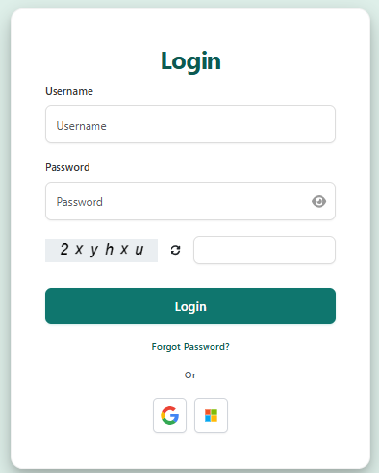 Login
Username
Username
Password
Password
2 x y h x u
Login
Forgot Password?
Or